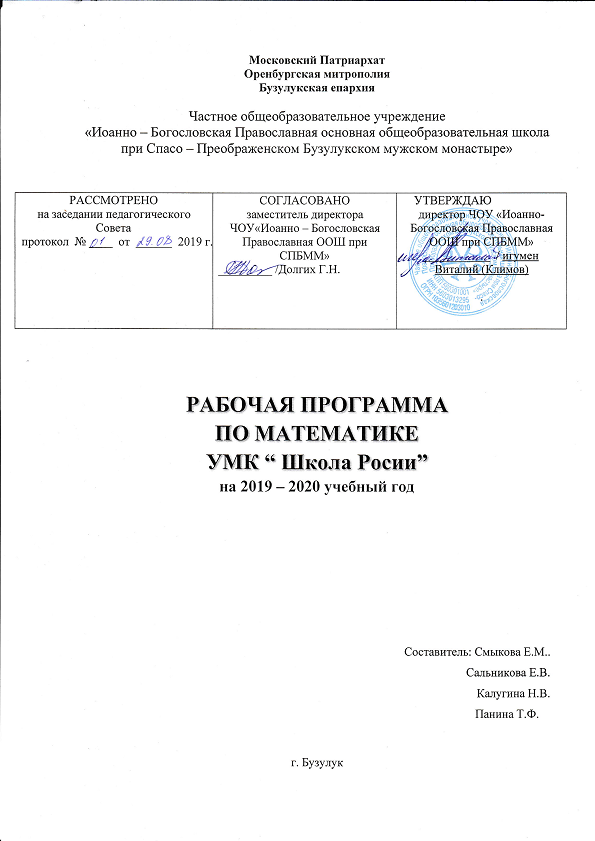 Московский Патриархат
Оренбургская митрополия
Бузулукская епархия
Частное общеобразовательное учреждение
«Иоанно – Богословская Православная основная общеобразовательная школа
при Спасо – Преображенском Бузулукском мужском монастыре»
РАССМОТРЕНО
на заседании педагогического
Совета
протокол № 01 от 29.08 2019 г.
СОГЛАСОВАНО
заместитель директора
ЧОУ«Иоанно – Богословская
Православная ООШ при
СПБММ»
/Долгих Г.Н.
УТВЕРЖДАЮ
директор ЧОУ «Иоанно-
Богословская Православная
ООШ при СПБММ»
игумен
Виталий (Климов)
РАБОЧАЯ ПРОГРАММА
ПО МАТЕМАТИКЕ
УМК “ Школа Росии”
на 2019 – 2020 учебный год
Составитель: Смыкова Е.М..
Сальникова Е.В.
Калугина Н.В.
Панина Т.Ф.
г. Бузулук